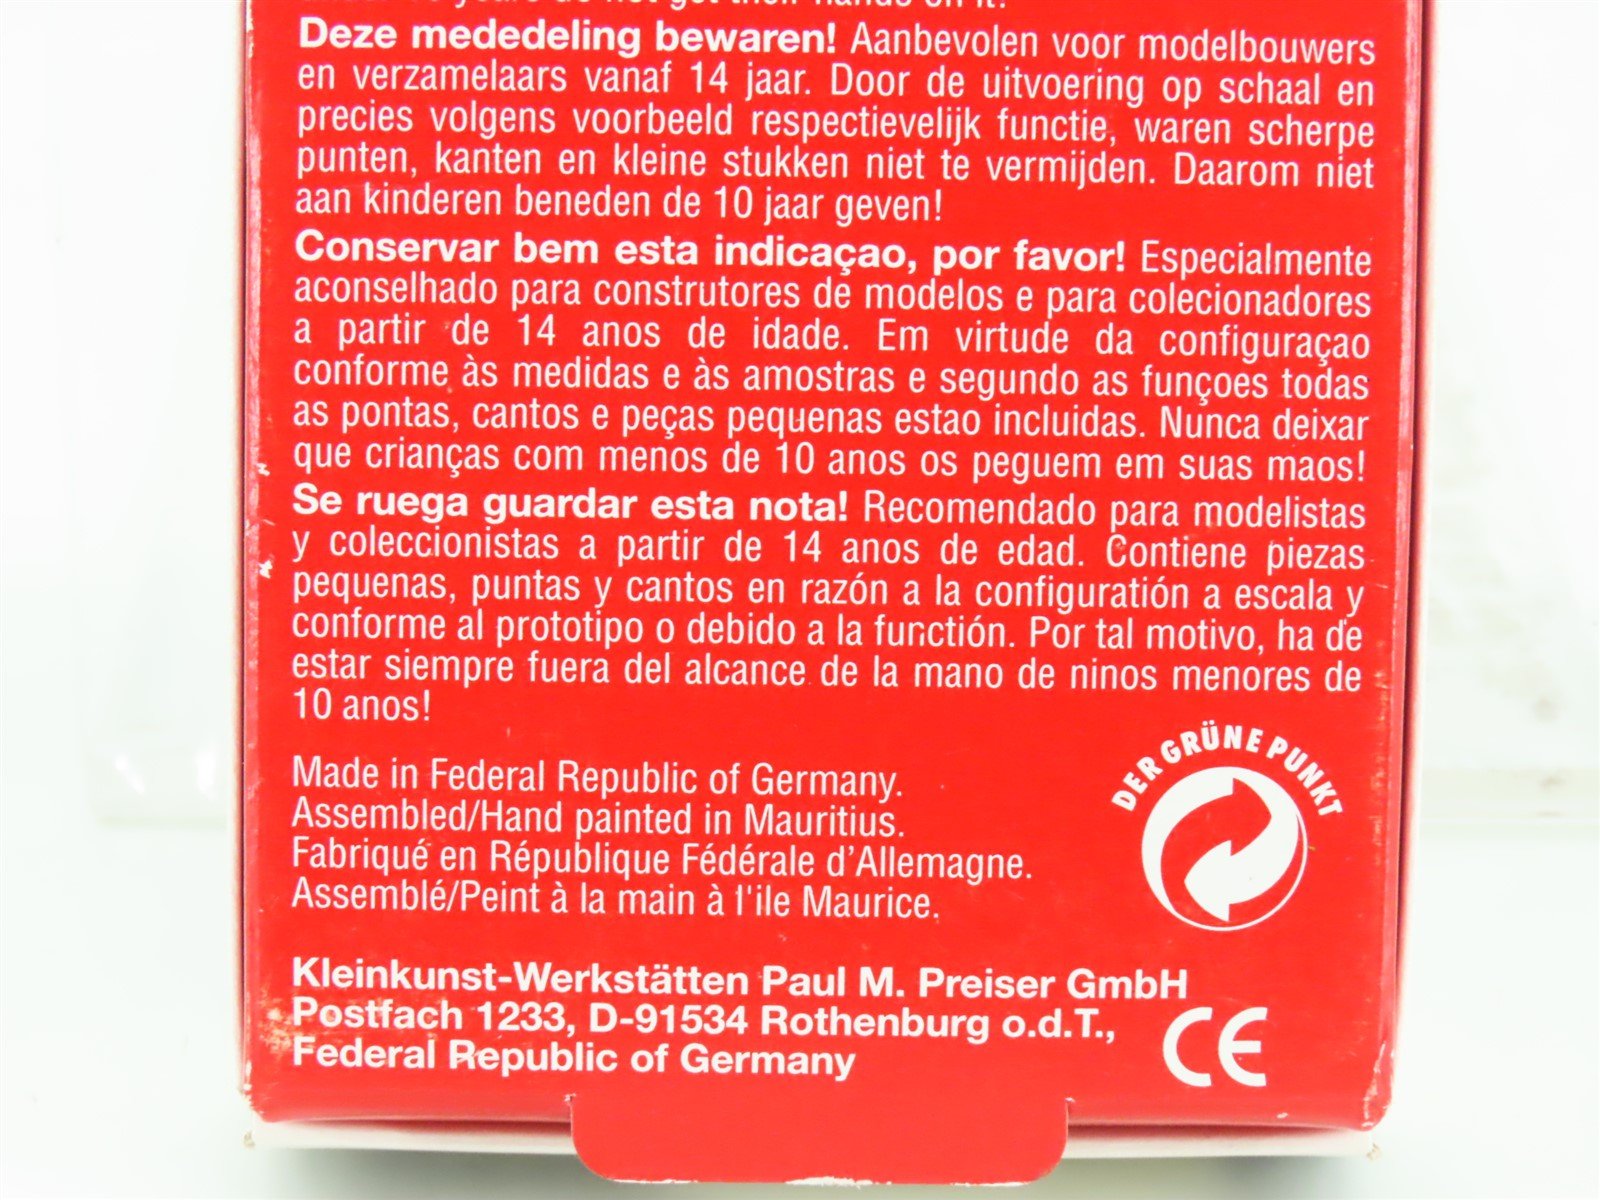 Deze mededeling bewaren! Aanbevolen voor modelbouwers
en verzamelaars vanaf 14 jaar. Door de uitvoering op schaal en
precies volgens voorbeeld respectievelijk functie, waren scherpe
punten, kanten en kleine stukken niet te vermijden. Daarom niet
aan kinderen beneden de 10 jaar geven!
Conservar bem esta indicaçao, por favor! Especialmente
aconselhado para construtores de modelos e para colecionadores
a partir de 14 anos de idade. Em virtude da configuraçao
conforme às medidas e às amostras e segundo as funçoes todas
as pontas, cantos e peças pequenas estao incluidas. Nunca deixar
que crianças com menos de 10 anos os peguem em suas maos!
Se ruega guardar esta nota! Recomendado para modelistas
y coleccionistas a partir de 14 anos de edad. Contiene piezas
pequenas, puntas y cantos en razón a la configuratión a escala y
conforme al prototipo o debido a la functión. Por tal motivo, ha de
estar siempre fuera del alcance de la mano de ninos menores de
10 anos!
DER GRÜNE PUNKT
Made in Federal Republic of Germany.
Assembled/Hand painted in Mauritius.
Fabriqué en République Fédérale d'Allemagne.
Assemblé/Peint à la main à l'ile Maurice.
Kleinkunst-Werkstätten Paul M. Preiser GmbH
Postfach 1233, D-91534 Rothenburg o.d.T.,
Federal Republic of Germany
CE